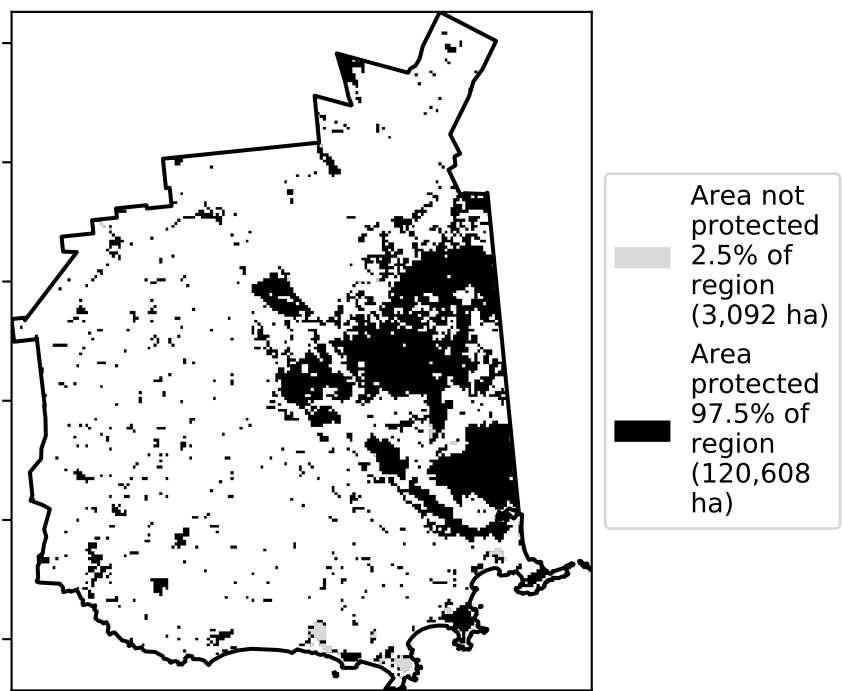 Area not
protected
2.5% of
region
(3,092 ha)
Area
protected
97.5% of
region
(120,608
ha)